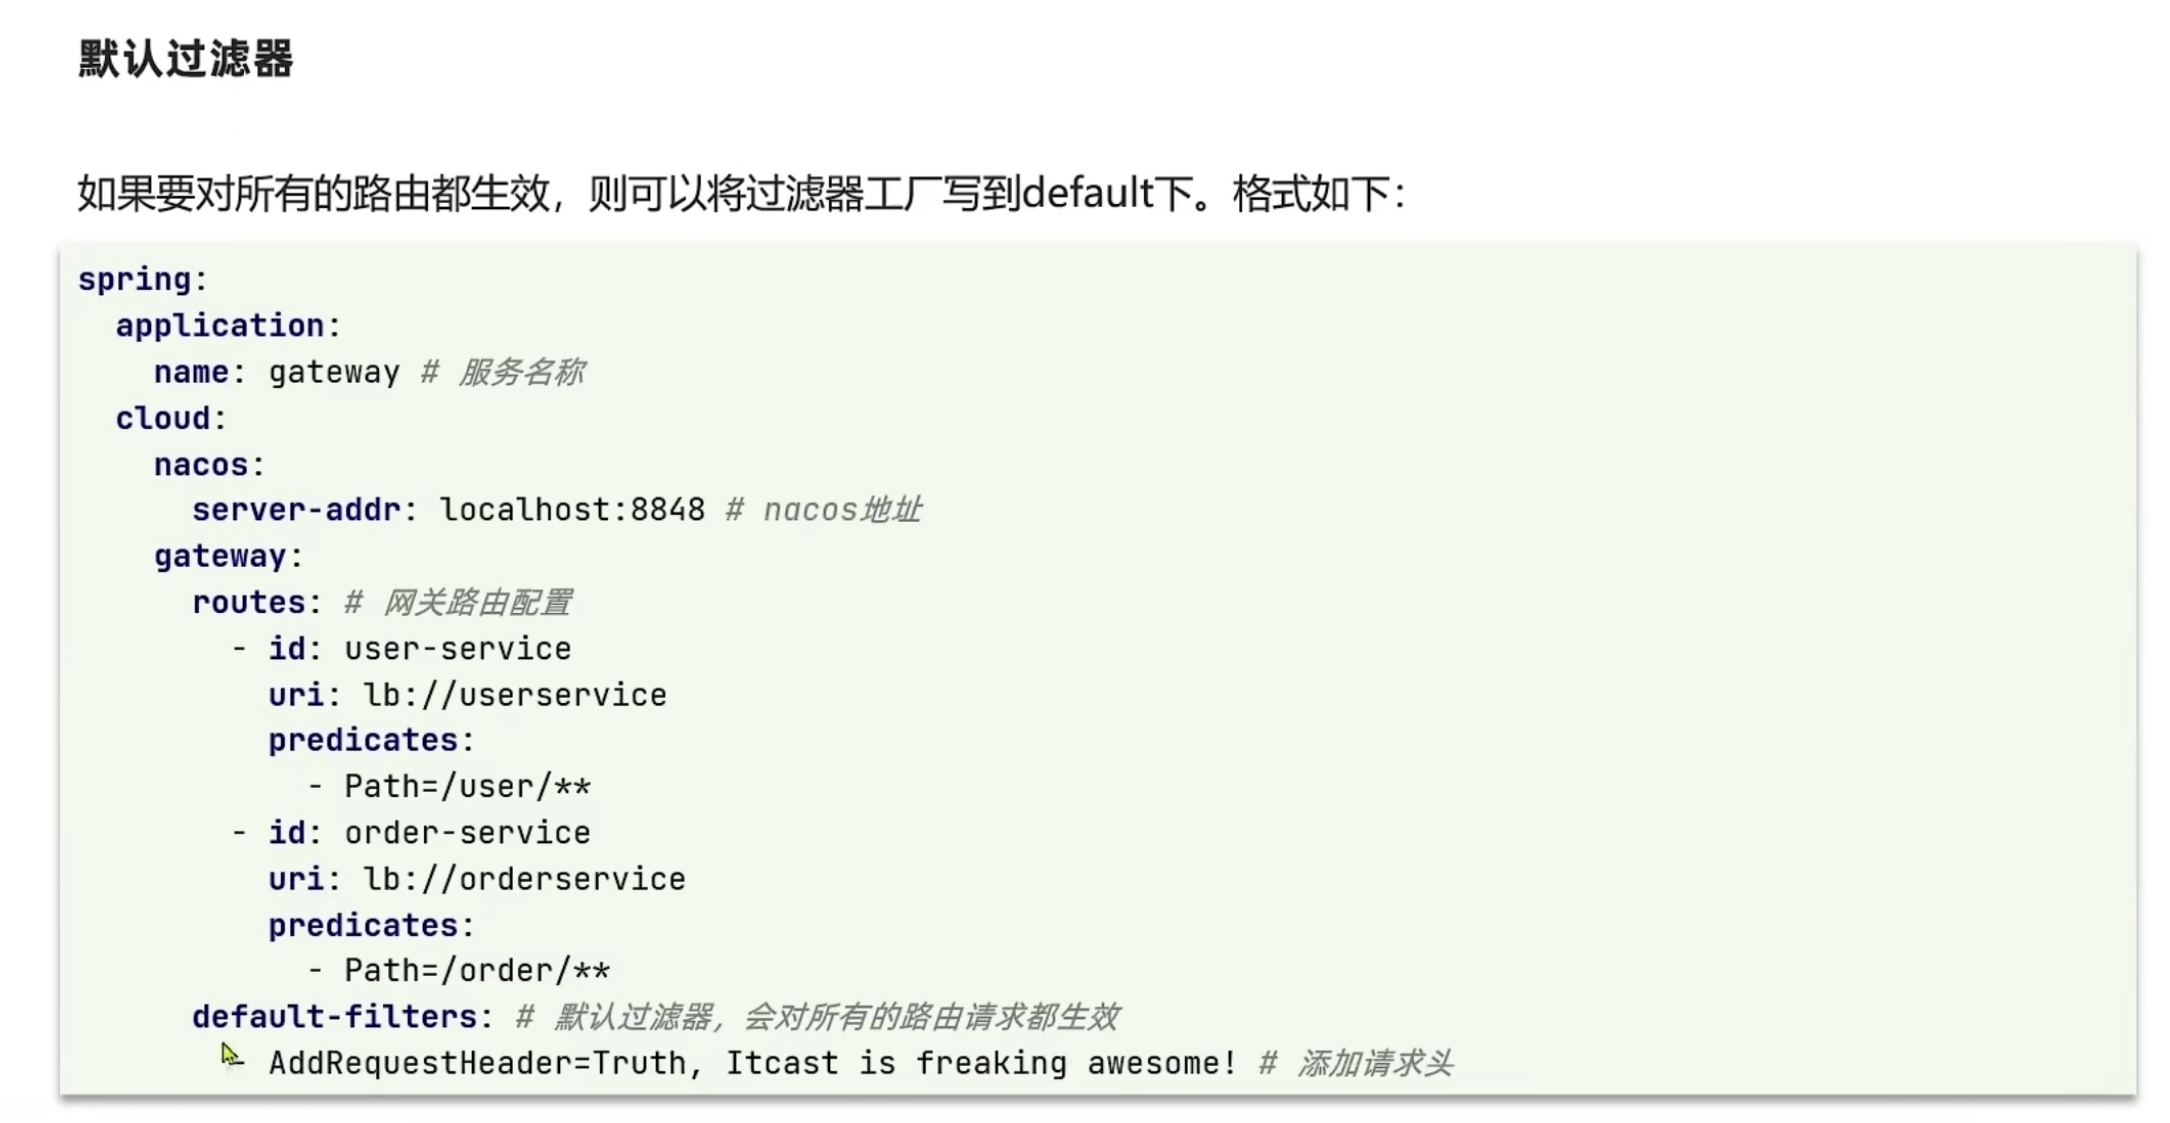 默认过滤器
如果要对所有的路由都生效，则可以将过滤器工厂写到default下。格式如下：
spring:
  application:
    name: gateway # 服务名称
  cloud:
    nacos:
      server-addr: localhost:8848 # nacos地址
    gateway:
      routes: # 网关路由配置
        - id: user-service
          uri: lb://userservice
          predicates:
            - Path=/user/**
        - id: order-service
          uri: lb://orderservice
          predicates:
            - Path=/order/**
      default-filters: # 默认过滤器，会对所有的路由请求都生效
        - AddRequestHeader=Truth, Itcast is freaking awesome! # 添加请求头